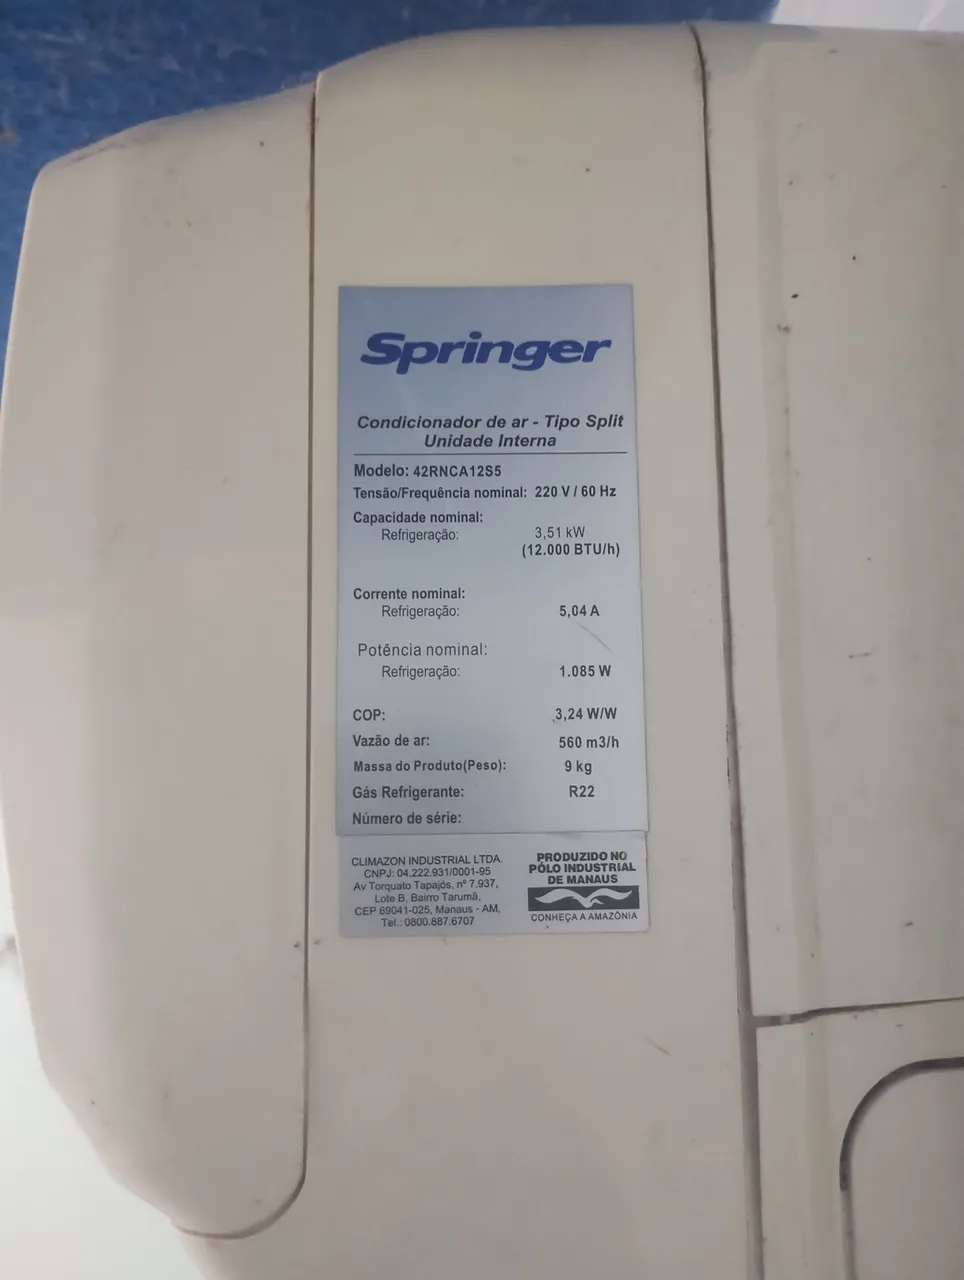 Springer
Condicionador de ar - Tipo Split
Unidade Interna
Modelo: 42RNCA12S5
Tensão/Frequência nominal: 220 V / 60 Hz
Capacidade nominal:
Refrigeração: 3,51 kW
(12.000 BTU/h)
Corrente nominal:
Refrigeração: 5,04 A
Potência nominal:
Refrigeração: 1.085 W
COP: 3,24 W/W
Vazão de ar: 560 m3/h
Massa do Produto(Peso): 9 kg
Gás Refrigerante: R22
Número de série:
CLIMAZON INDUSTRIAL LTDA.
CNPJ: 04.222.931/0001-95
Av Torquato Tapajós, nº 7.937,
Lote B, Bairro Tarumã,
CEP 69041-025, Manaus - AM,
Tel.: 0800.887.6707
PRODUZIDO NO
PÓLO INDUSTRIAL
DE MANAUS
CONHEÇA A AMAZÔNIA